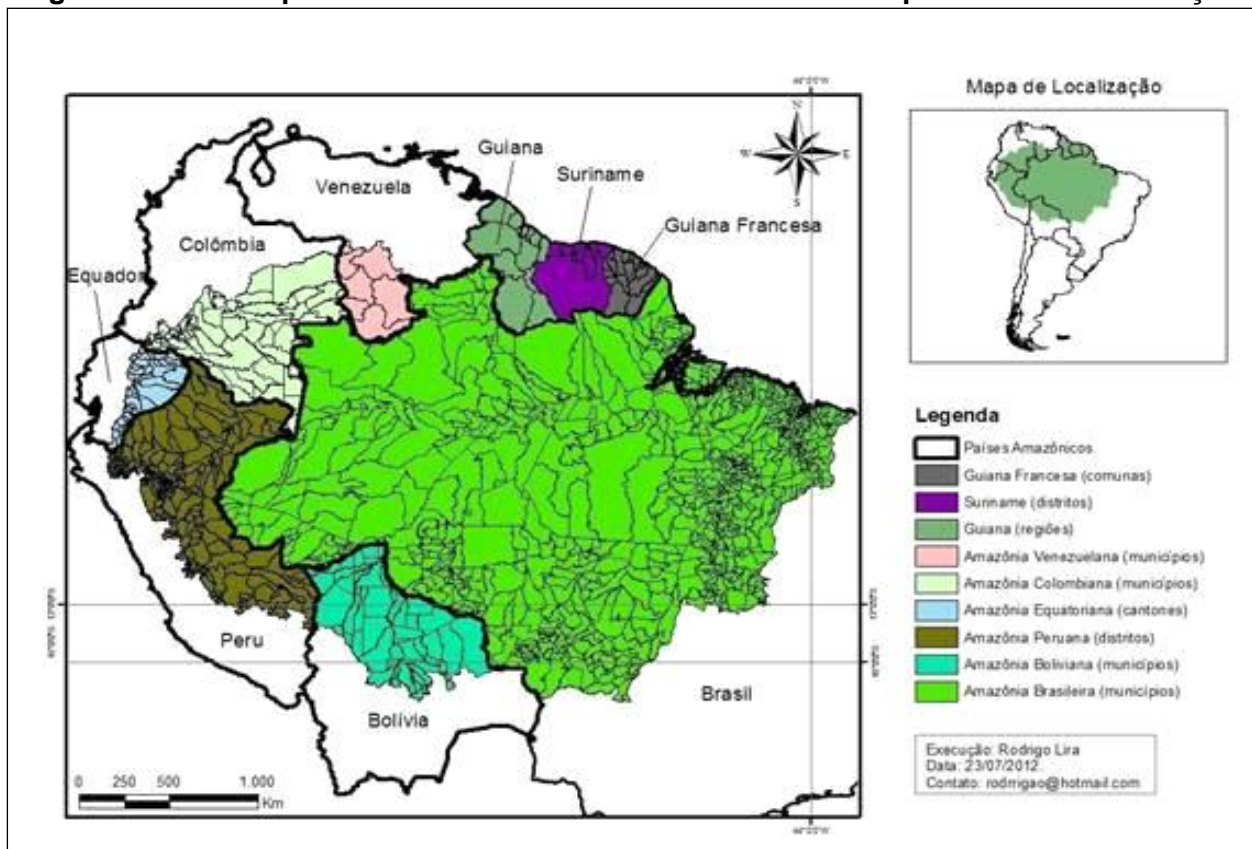 Mapa de Localização
N
W
E
S
Guiana
Venezuela
Suriname
Guiana Francesa
Colômbia
Equador
Peru
Bolívia
Brasil
0 250 500 1.000
Km
Legenda
Países Amazônicos
Guiana Francesa (comunas)
Suriname (distritos)
Guiana (regiões)
Amazônia Venezuelana (municípios)
Amazônia Colombiana (municípios)
Amazônia Equatoriana (cantones)
Amazônia Peruana (distritos)
Amazônia Boliviana (municípios)
Amazônia Brasileira (municípios)
Execução: Rodrigo Lira
Data: 23/07/2012.
Contato: rodrrigao@hotmail.com